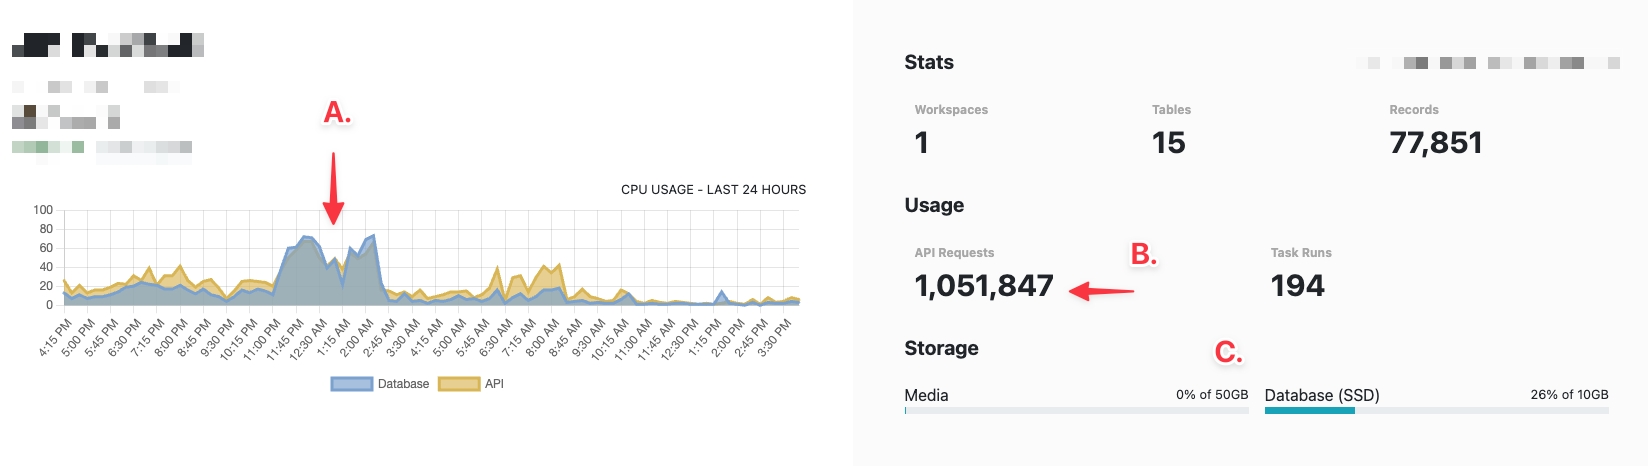 A.
CPU USAGE - LAST 24 HOURS
100
80
60
40
20
0
4:15 PM 5:00 PM 5:45 PM 6:30 PM 7:15 PM 8:00 PM 8:45 PM 9:30 PM 10:15 PM 11:00 PM 11:45 PM 12:30 AM 1:15 AM 2:00 AM 2:45 AM 3:30 AM 4:15 AM 5:00 AM 5:45 AM 6:30 AM 7:15 AM 8:00 AM 8:45 AM 9:30 AM 10:15 AM 11:00 AM 11:45 AM 12:30 PM 1:15 PM 2:00 PM 2:45 PM 3:30 PM
Database API
Stats
Workspaces Tables Records
1 15 77,851
Usage
API Requests B. Task Runs
1,051,847 194
Storage C.
Media 0% of 50GB Database (SSD) 26% of 10GB